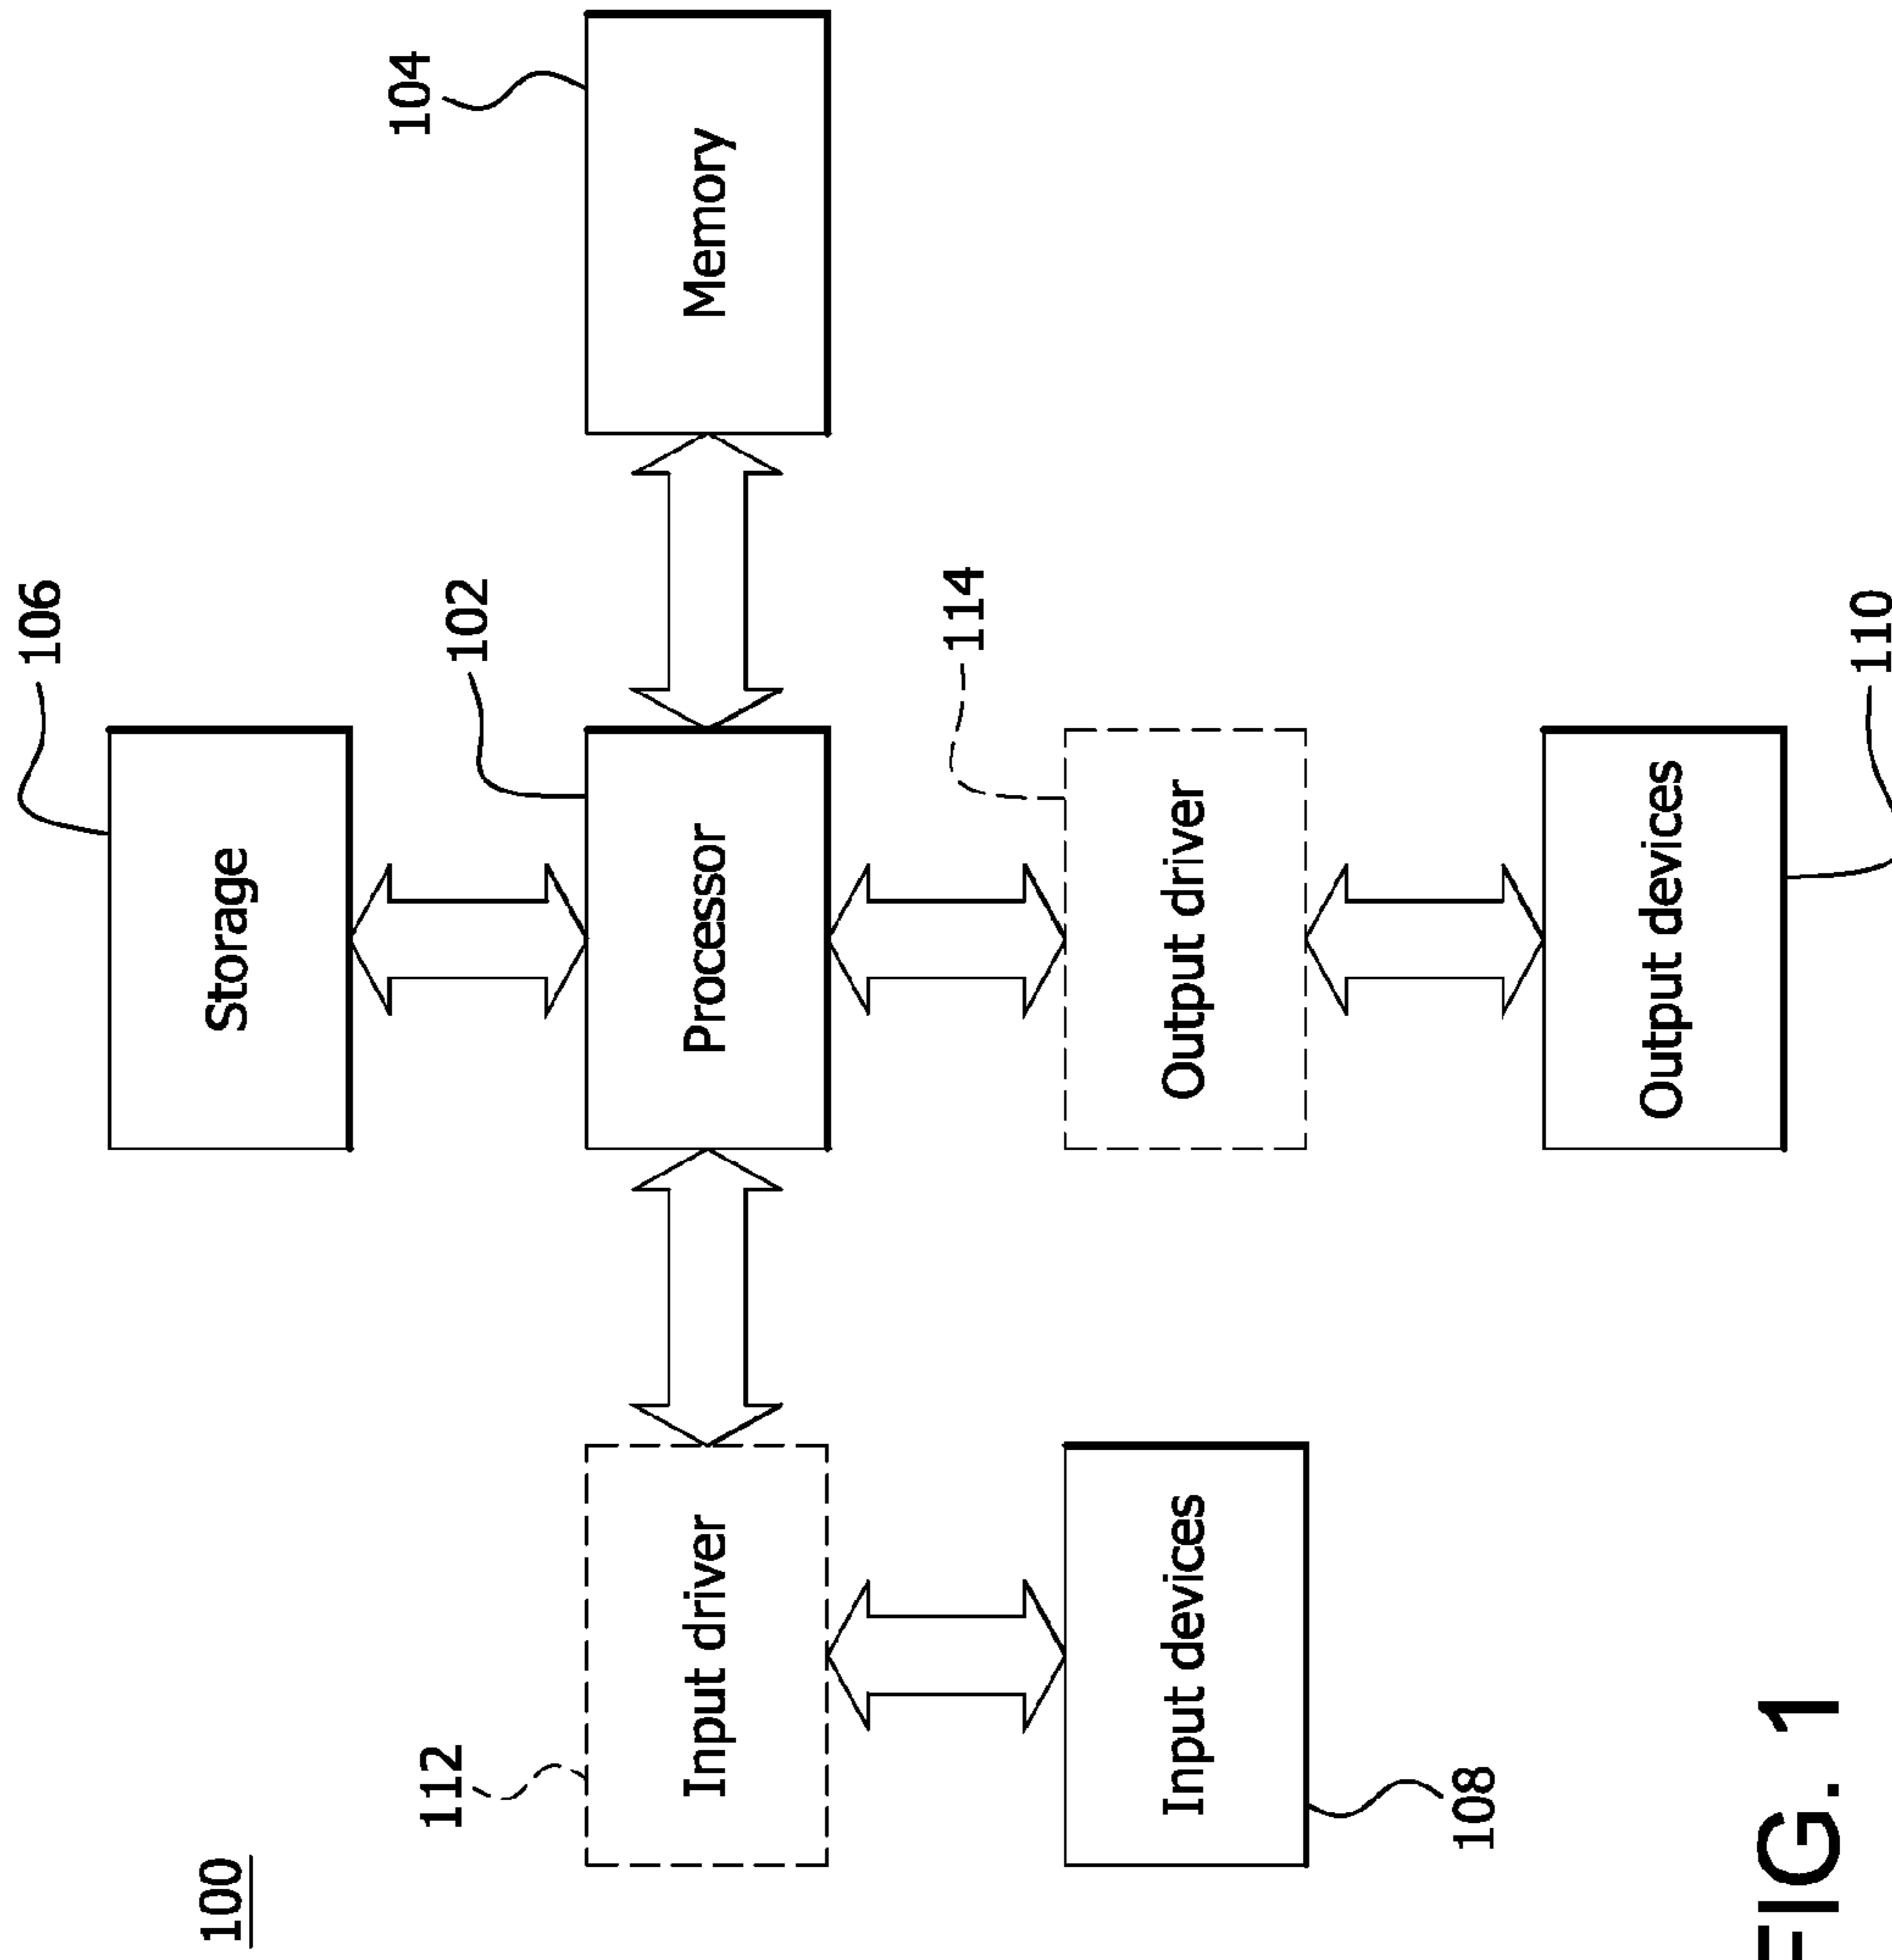 106
100
Storage
104
112
102
Input driver
Processor
Memory
114
Input devices
Output driver
108
Output devices
FIG. 1
110